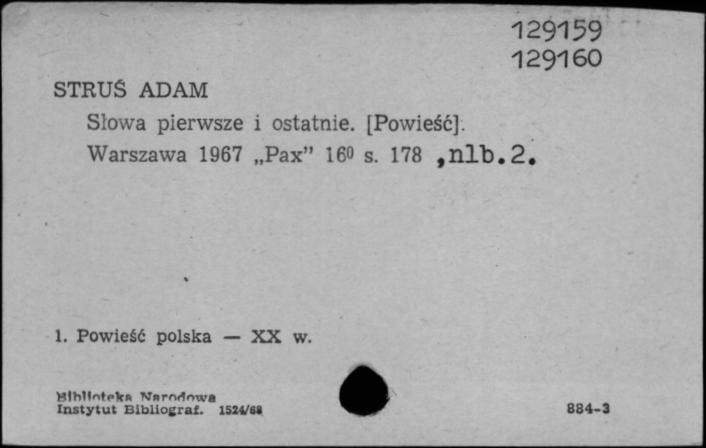 129159
129160
STRUŚ ADAM
Słowa pierwsze i ostatnie. [Powieść].
Warszawa 1967 „Pax” 16⁰ s. 178 ,nlb.2.
1. Powieść polska — XX w.
Biblioteka Narodowa
Instytut Bibliograf. 1524/68
884-3